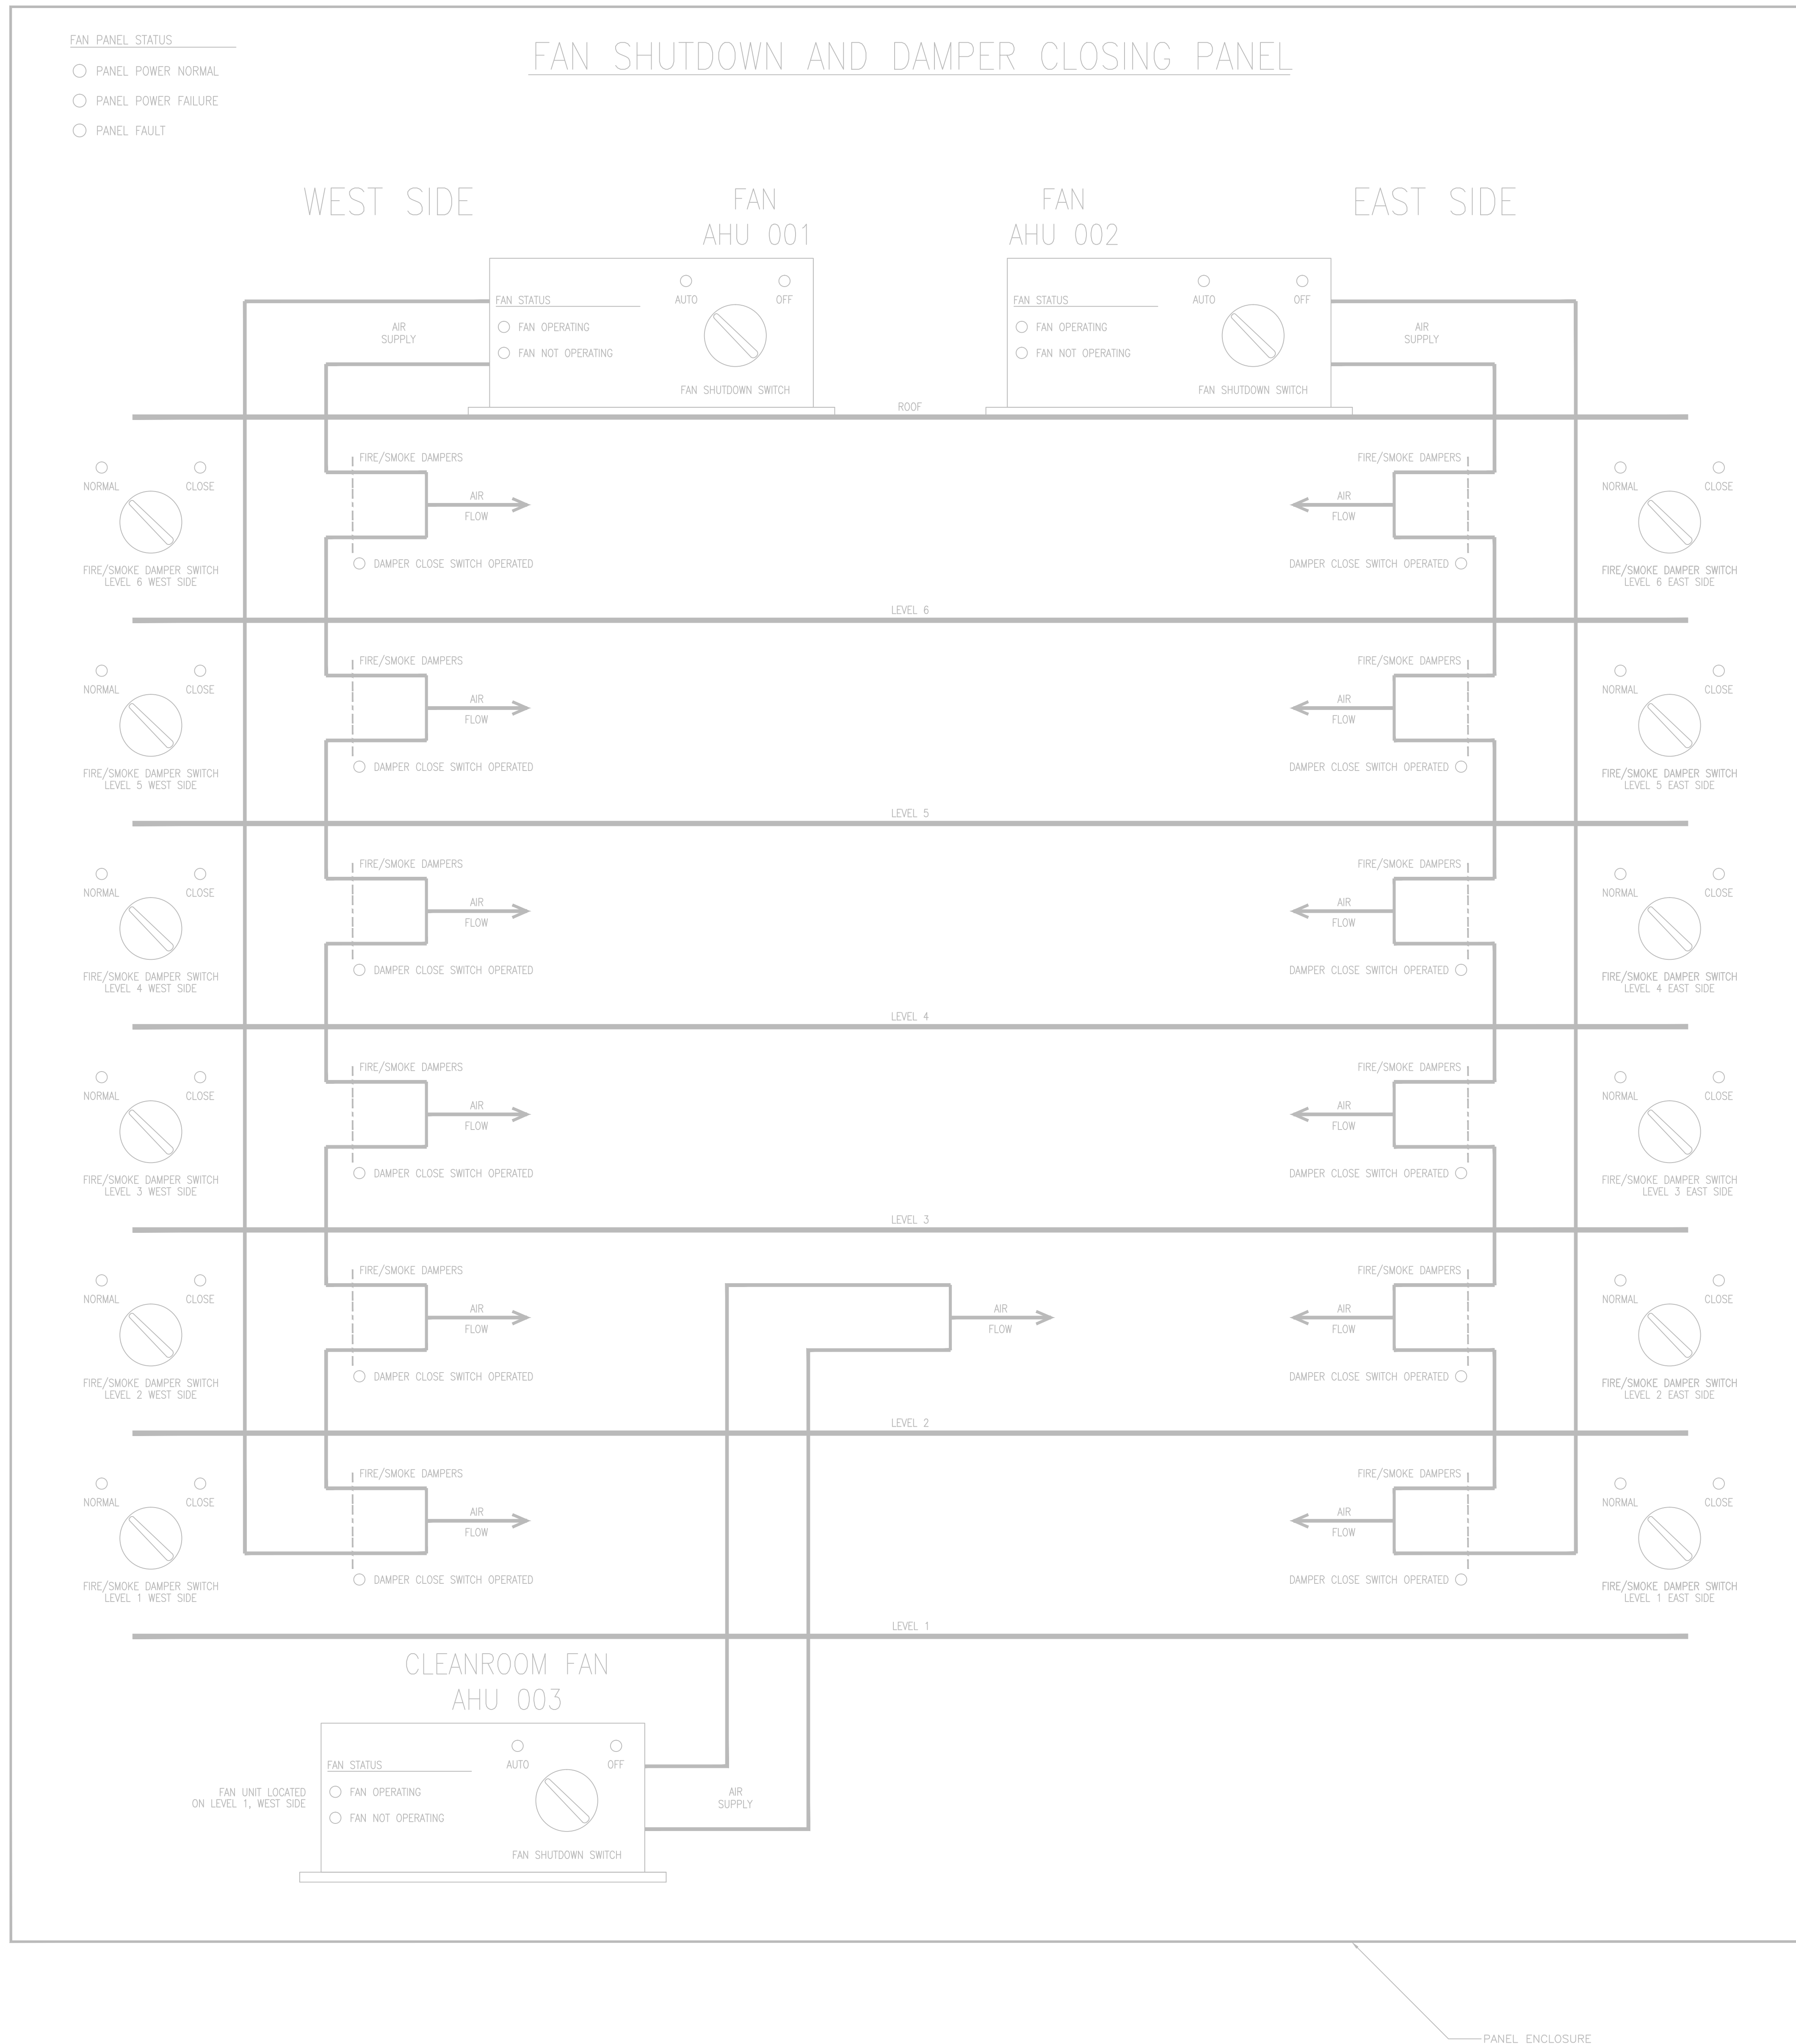 FAN PANEL STATUS
PANEL POWER NORMAL
PANEL POWER FAILURE
PANEL FAULT
FAN SHUTDOWN AND DAMPER CLOSING PANEL
WEST SIDE
FAN
AHU 001
FAN
AHU 002
EAST SIDE
FAN STATUS
FAN OPERATING
FAN NOT OPERATING
AUTO
OFF
FAN SHUTDOWN SWITCH
AIR
SUPPLY
FAN STATUS
FAN OPERATING
FAN NOT OPERATING
AUTO
OFF
FAN SHUTDOWN SWITCH
AIR
SUPPLY
ROOF
NORMAL
CLOSE
FIRE/SMOKE DAMPER SWITCH
LEVEL 6 WEST SIDE
FIRE/SMOKE DAMPERS
AIR
FLOW
DAMPER CLOSE SWITCH OPERATED
FIRE/SMOKE DAMPERS
AIR
FLOW
DAMPER CLOSE SWITCH OPERATED
NORMAL
CLOSE
FIRE/SMOKE DAMPER SWITCH
LEVEL 6 EAST SIDE
LEVEL 6
NORMAL
CLOSE
FIRE/SMOKE DAMPER SWITCH
LEVEL 5 WEST SIDE
FIRE/SMOKE DAMPERS
AIR
FLOW
DAMPER CLOSE SWITCH OPERATED
FIRE/SMOKE DAMPERS
AIR
FLOW
DAMPER CLOSE SWITCH OPERATED
NORMAL
CLOSE
FIRE/SMOKE DAMPER SWITCH
LEVEL 5 EAST SIDE
LEVEL 5
NORMAL
CLOSE
FIRE/SMOKE DAMPER SWITCH
LEVEL 4 WEST SIDE
FIRE/SMOKE DAMPERS
AIR
FLOW
DAMPER CLOSE SWITCH OPERATED
FIRE/SMOKE DAMPERS
AIR
FLOW
DAMPER CLOSE SWITCH OPERATED
NORMAL
CLOSE
FIRE/SMOKE DAMPER SWITCH
LEVEL 4 EAST SIDE
LEVEL 4
NORMAL
CLOSE
FIRE/SMOKE DAMPER SWITCH
LEVEL 3 WEST SIDE
FIRE/SMOKE DAMPERS
AIR
FLOW
DAMPER CLOSE SWITCH OPERATED
FIRE/SMOKE DAMPERS
AIR
FLOW
DAMPER CLOSE SWITCH OPERATED
NORMAL
CLOSE
FIRE/SMOKE DAMPER SWITCH
LEVEL 3 EAST SIDE
LEVEL 3
NORMAL
CLOSE
FIRE/SMOKE DAMPER SWITCH
LEVEL 2 WEST SIDE
FIRE/SMOKE DAMPERS
AIR
FLOW
DAMPER CLOSE SWITCH OPERATED
AIR
FLOW
FIRE/SMOKE DAMPERS
AIR
FLOW
DAMPER CLOSE SWITCH OPERATED
NORMAL
CLOSE
FIRE/SMOKE DAMPER SWITCH
LEVEL 2 EAST SIDE
LEVEL 2
NORMAL
CLOSE
FIRE/SMOKE DAMPER SWITCH
LEVEL 1 WEST SIDE
FIRE/SMOKE DAMPERS
AIR
FLOW
DAMPER CLOSE SWITCH OPERATED
FIRE/SMOKE DAMPERS
AIR
FLOW
DAMPER CLOSE SWITCH OPERATED
NORMAL
CLOSE
FIRE/SMOKE DAMPER SWITCH
LEVEL 1 EAST SIDE
LEVEL 1
CLEANROOM FAN
AHU 003
FAN UNIT LOCATED
ON LEVEL 1, WEST SIDE
FAN STATUS
FAN OPERATING
FAN NOT OPERATING
AUTO
OFF
FAN SHUTDOWN SWITCH
AIR
SUPPLY
PANEL ENCLOSURE